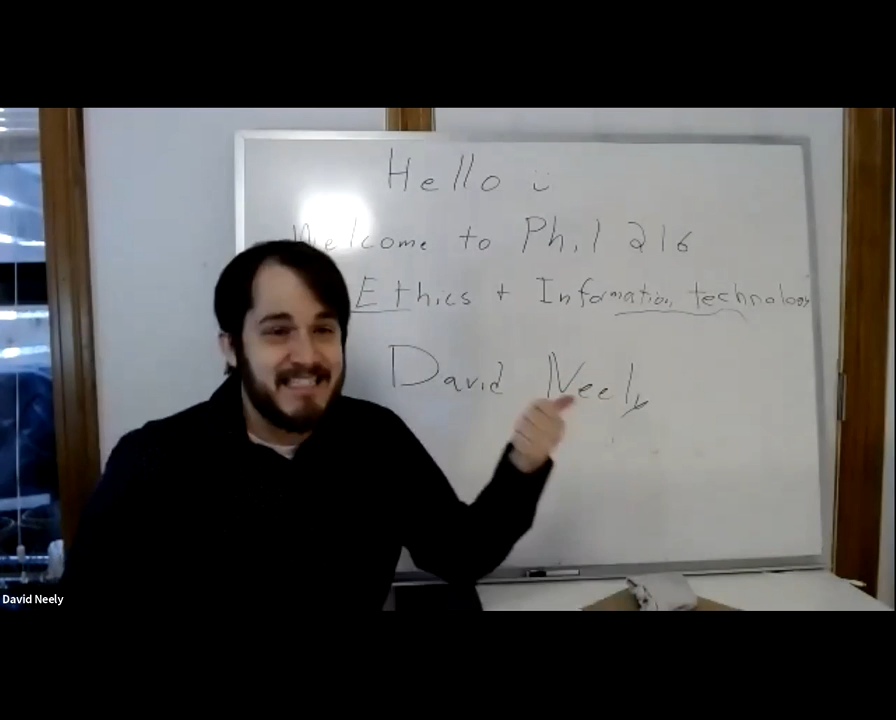 Hello ü
Welcome to Phil 216
Ethics + Information technology
David Neely
David Neely